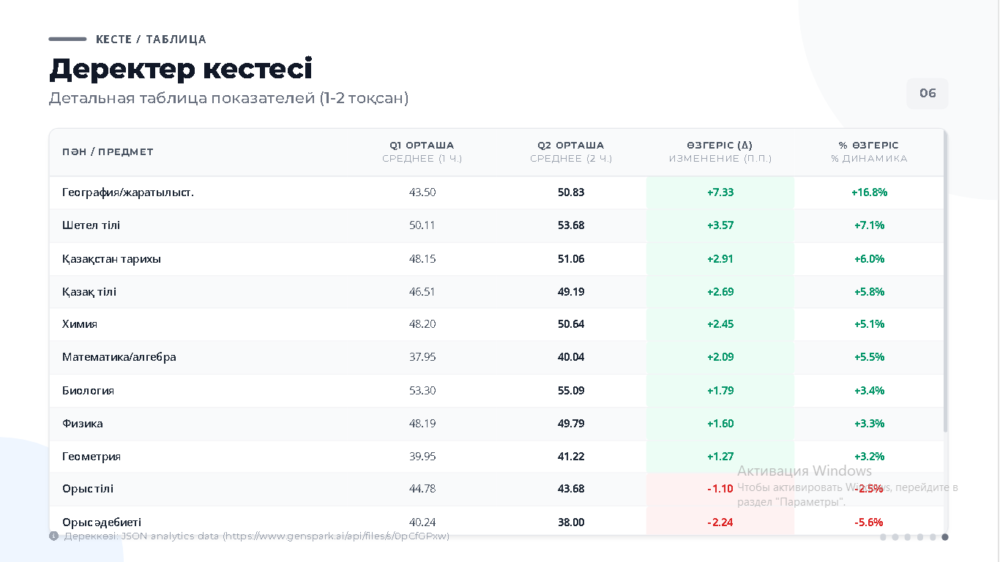 КЕСТЕ / ТАБЛИЦА
Деректер кестесі
Детальная таблица показателей (1-2 тоқсан)
06
ПӘН / ПРЕДМЕТ Q1 ОРТАША Q2 ОРТАША ӨЗГЕРІС (Δ) % ӨЗГЕРІС
СРЕДНЕЕ (1 Ч.) СРЕДНЕЕ (2 Ч.) ИЗМЕНЕНИЕ (П.П.) % ДИНАМИКА
География/жаратылыст. 43.50 50.83 +7.33 +16.8%
Шетел тілі 50.11 53.68 +3.57 +7.1%
Қазақстан тарихы 48.15 51.06 +2.91 +6.0%
Қазақ тілі 46.51 49.19 +2.69 +5.8%
Химия 48.20 50.64 +2.45 +5.1%
Математика/алгебра 37.95 40.04 +2.09 +5.5%
Биология 53.30 55.09 +1.79 +3.4%
Физика 48.19 49.79 +1.60 +3.3%
Геометрия 39.95 41.22 +1.27 +3.2%
Орыс тілі 44.78 43.68 -1.10 -2.5%
Орыс әдебиеті 40.24 38.00 -2.24 -5.6%
Активация Windows
Чтобы активировать Windows, перейдите в
раздел "Параметры".
Дереккөзі: JSON analytics data (https://www.genspark.ai/api/files/s/0pCfGPxw)